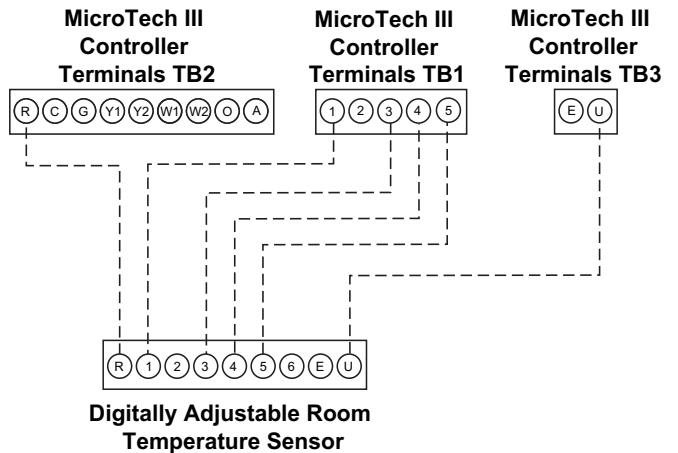 MicroTech III
Controller
Terminals TB2
MicroTech III
Controller
Terminals TB1
MicroTech III
Controller
Terminals TB3
R C G Y1 Y2 W1 W2 O A
1 2 3 4 5
E U
R 1 2 3 4 5 6 E U
Digitally Adjustable Room
Temperature Sensor